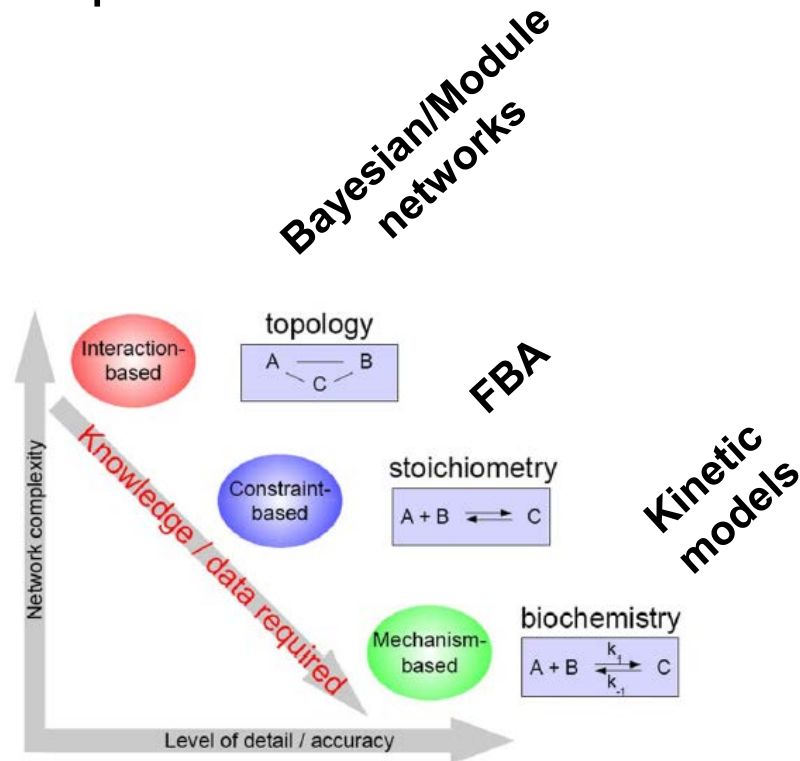 Bayesian/Module
networks
FBA
Kinetic
models
Network complexity
Level of detail / accuracy
Knowledge / data required
Interaction-
based
topology
A B
C
Constraint-
based
stoichiometry
A + B ⇌ C
Mechanism-
based
biochemistry
k₁
A + B ⇌ C
k₋₁